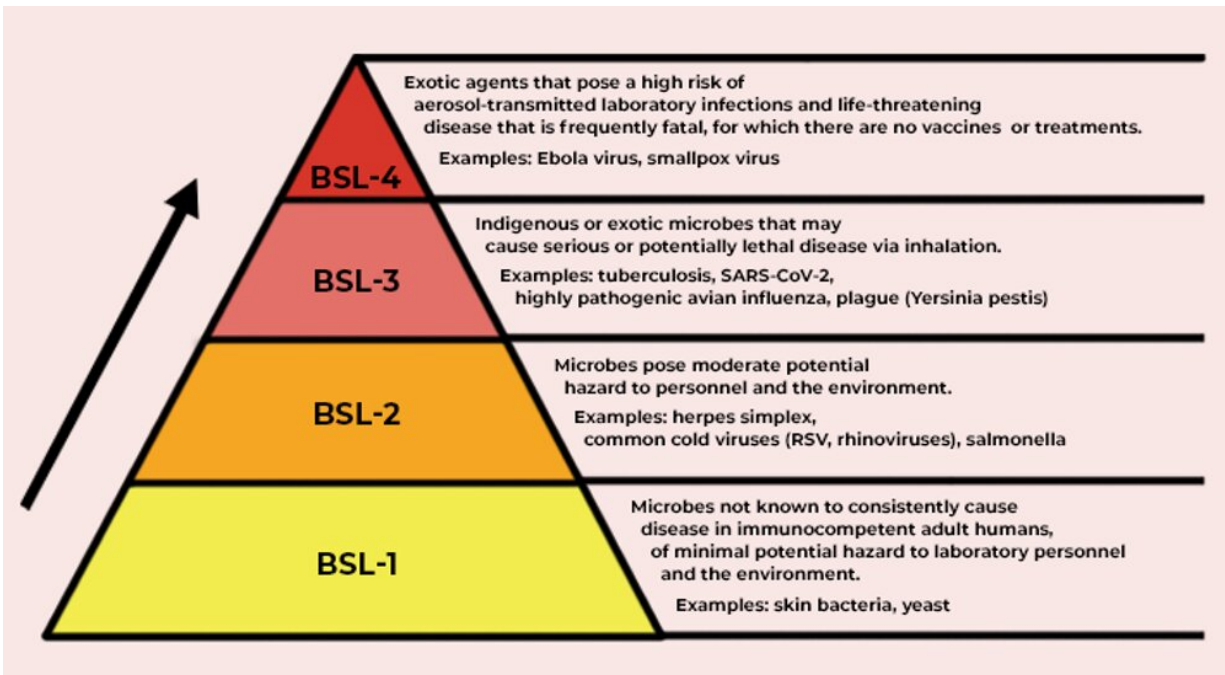 Exotic agents that pose a high risk of
aerosol-transmitted laboratory infections and life-threatening
disease that is frequently fatal, for which there are no vaccines or treatments.
Examples: Ebola virus, smallpox virus
BSL-4
Indigenous or exotic microbes that may
cause serious or potentially lethal disease via inhalation.
Examples: tuberculosis, SARS-CoV-2,
highly pathogenic avian influenza, plague (Yersinia pestis)
BSL-3
Microbes pose moderate potential
hazard to personnel and the environment.
Examples: herpes simplex,
common cold viruses (RSV, rhinoviruses), salmonella
BSL-2
Microbes not known to consistently cause
disease in immunocompetent adult humans,
of minimal potential hazard to laboratory personnel
and the environment.
Examples: skin bacteria, yeast
BSL-1